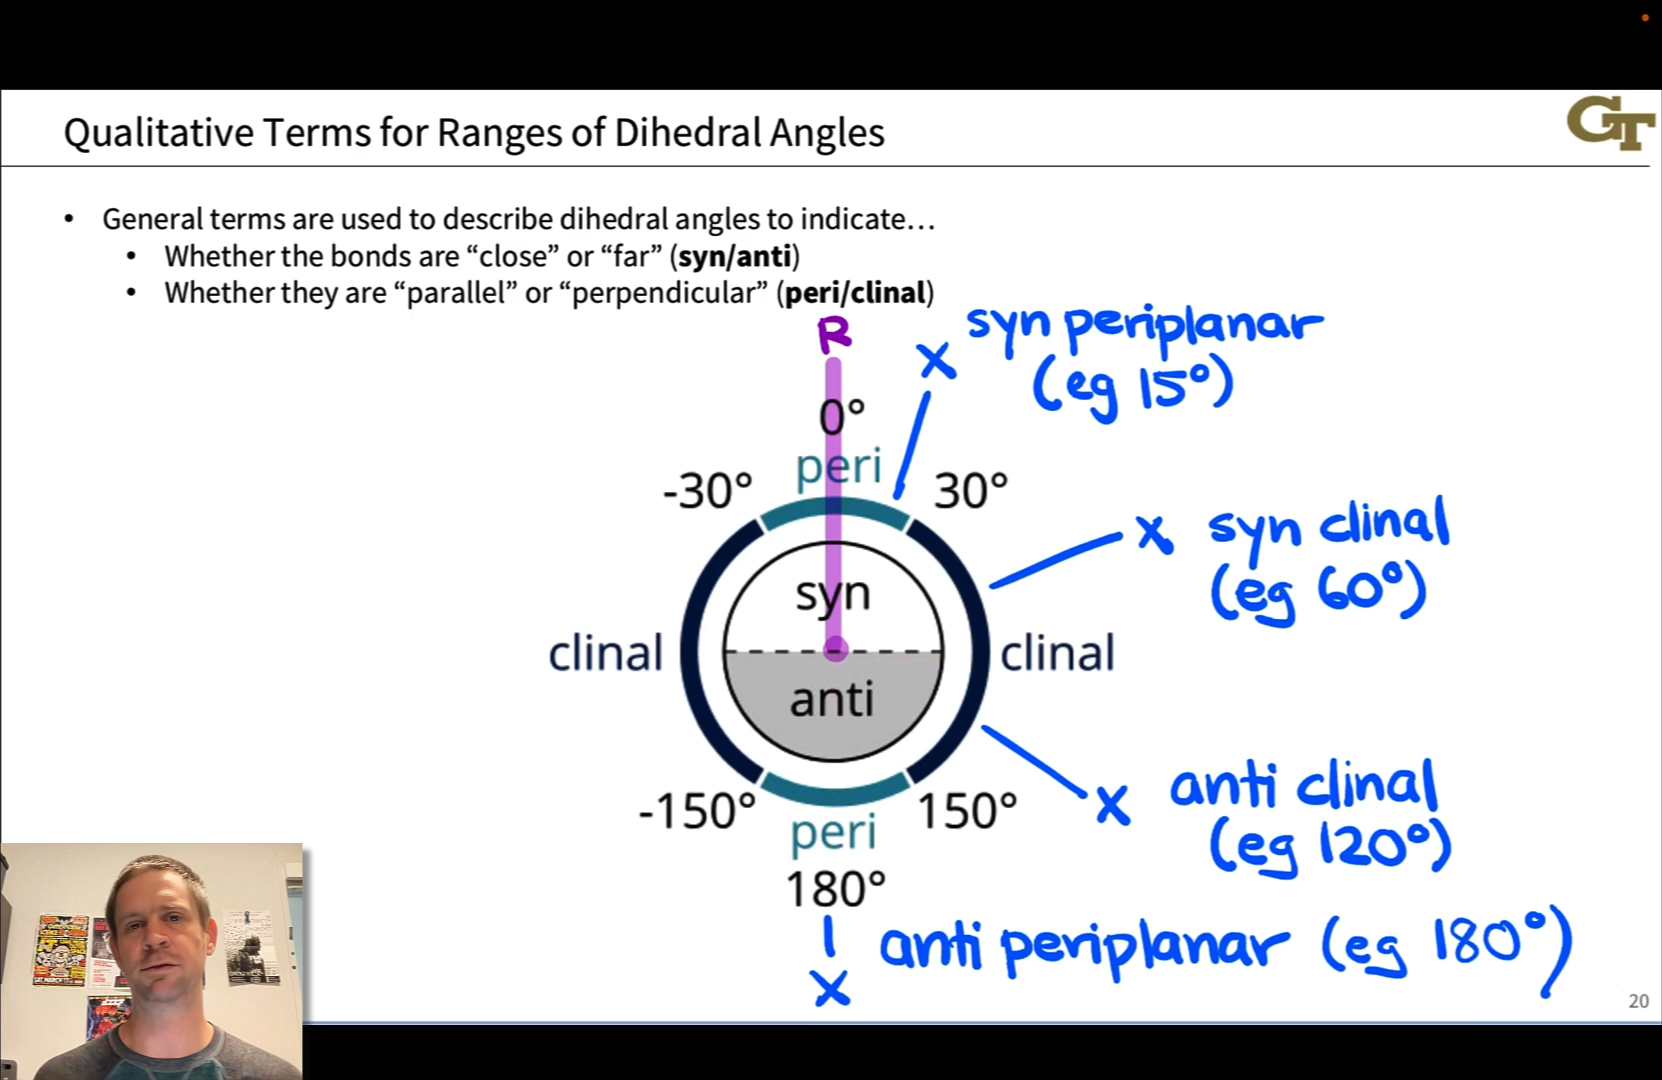 Qualitative Terms for Ranges of Dihedral Angles
GT
• General terms are used to describe dihedral angles to indicate…
• Whether the bonds are “close” or “far” (syn/anti)
• Whether they are “parallel” or “perpendicular” (peri/clinal)
R
X syn periplanar
(eg 15°)
0°
peri
-30°
30°
X syn clinal
(eg 60°)
syn
clinal
clinal
anti
X anti clinal
(eg 120°)
-150°
150°
peri
180°
X anti periplanar (eg 180°)
20